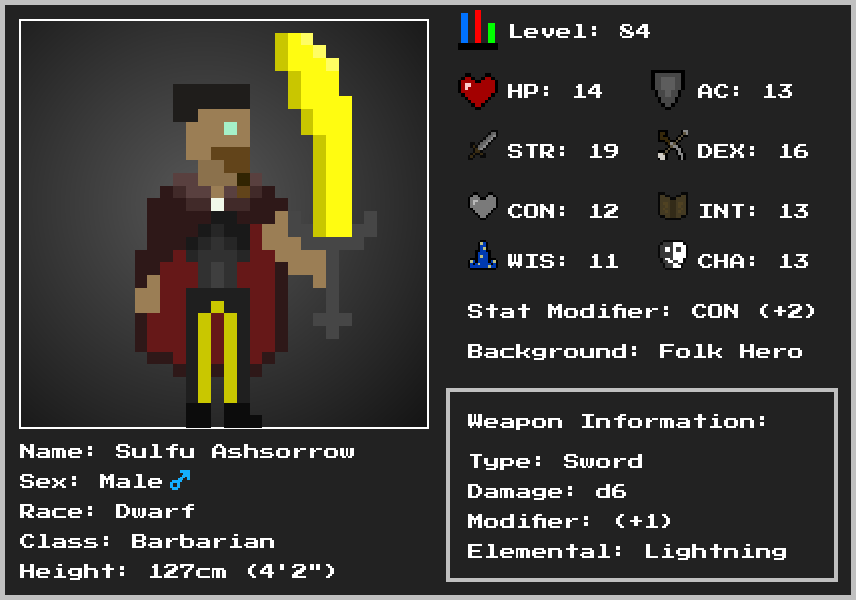 Level: 84
HP: 14
AC: 13
STR: 19
DEX: 16
CON: 12
INT: 13
WIS: 11
CHA: 13
Stat Modifier: CON (+2)
Background: Folk Hero
Weapon Information:
Type: Sword
Damage: d6
Modifier: (+1)
Elemental: Lightning
Name: Sulfu Ashsorrow
Sex: Male ♂
Race: Dwarf
Class: Barbarian
Height: 127cm (4'2")